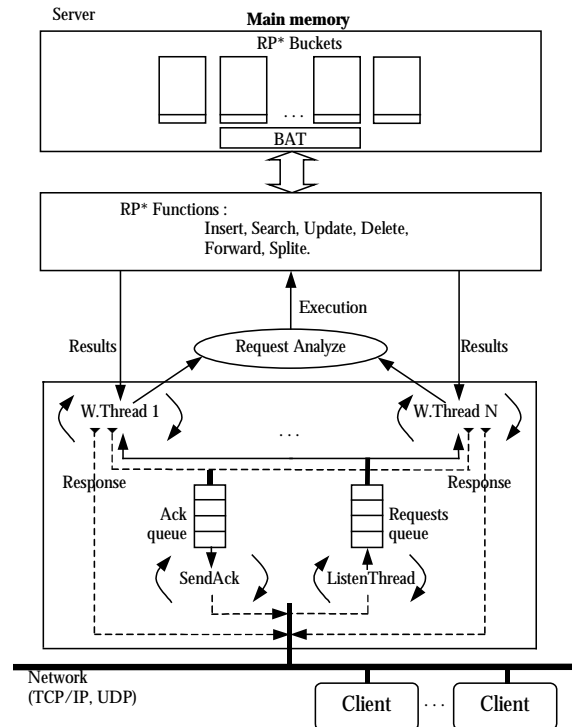 Server
Main memory
RP* Buckets
...
BAT
RP* Functions :
Insert, Search, Update, Delete,
Forward, Splite.
Execution
Results
Request Analyze
Results
W.Thread 1
W.Thread N
...
Response
Response
Ack
queue
Requests
queue
SendAck
ListenThread
Network
(TCP/IP, UDP)
Client
...
Client